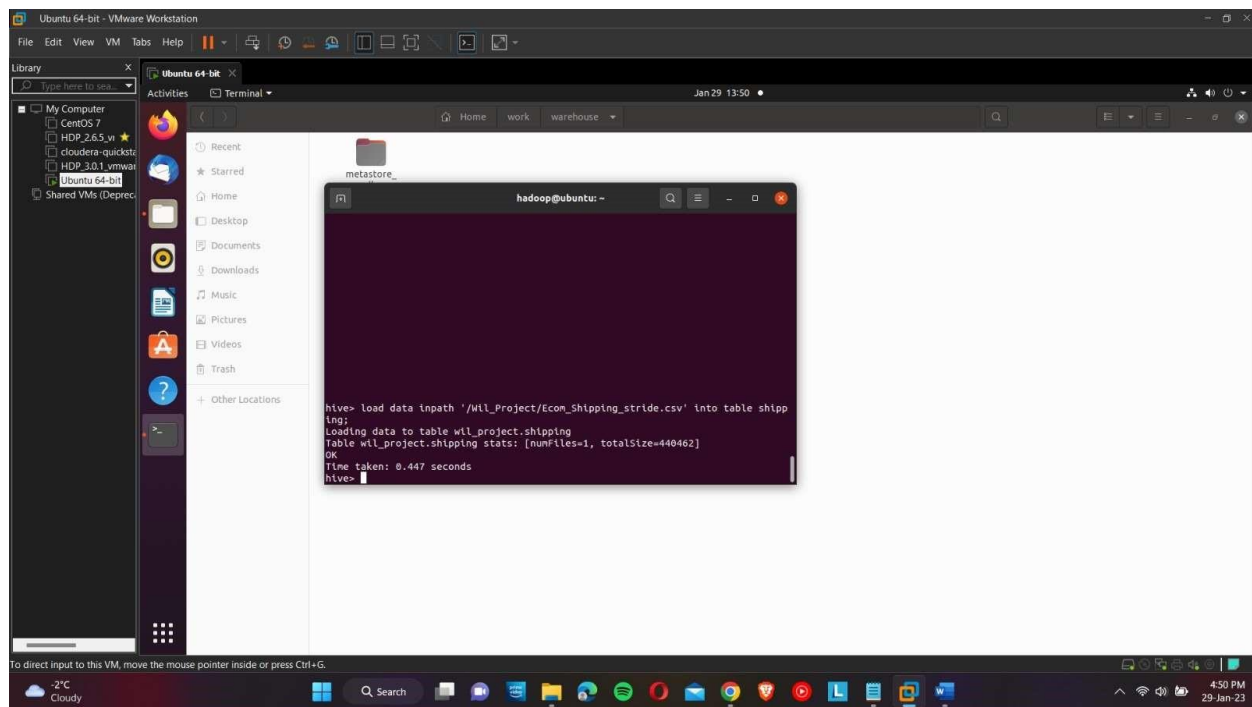 Ubuntu 64-bit - VMware Workstation
File Edit View VM Tabs Help
Library X
Type here to sea...
My Computer
CentOS 7
HDP_2.6.5_vi
cloudera-quicksta
HDP_3.0.1_vmwar
Ubuntu 64-bit
Shared VMs (Deprec
Ubuntu 64-bit
Activities Terminal Jan 29 13:50
Home work warehouse
Recent
Starred
Home
Desktop
Documents
Downloads
Music
Pictures
Videos
Trash
+ Other Locations
metastore_
hadoop@ubuntu: ~
hive> load data inpath '/Wil_Project/Ecom_Shipping_stride.csv' into table shipp
ing;
Loading data to table wil_project.shipping
Table wil_project.shipping stats: [numFiles=1, totalSize=440462]
OK
Time taken: 0.447 seconds
hive>
To direct input to this VM, move the mouse pointer inside or press Ctrl+G.
-2°C
Cloudy
Search
4:50 PM
29-Jan-23